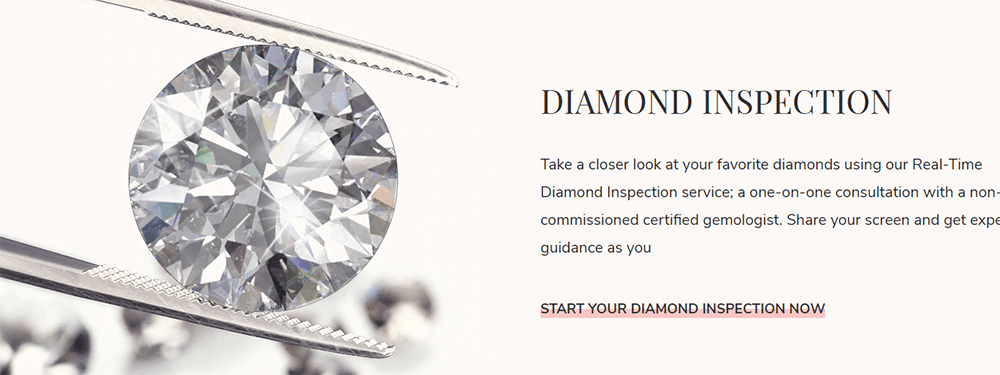 DIAMOND INSPECTION
Take a closer look at your favorite diamonds using our Real-Time
Diamond Inspection service; a one-on-one consultation with a non-
commissioned certified gemologist. Share your screen and get
guidance as you
START YOUR DIAMOND INSPECTION NOW